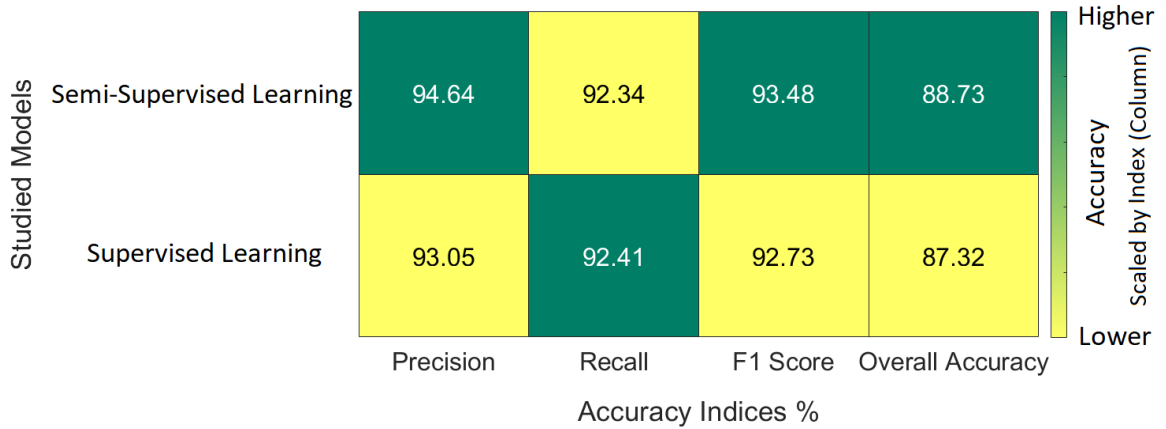 Higher
Semi-Supervised Learning 94.64 92.34 93.48 88.73
Studied Models
Accuracy
Scaled by Index (Column)
Supervised Learning 93.05 92.41 92.73 87.32
Lower
Precision Recall F1 Score Overall Accuracy
Accuracy Indices %